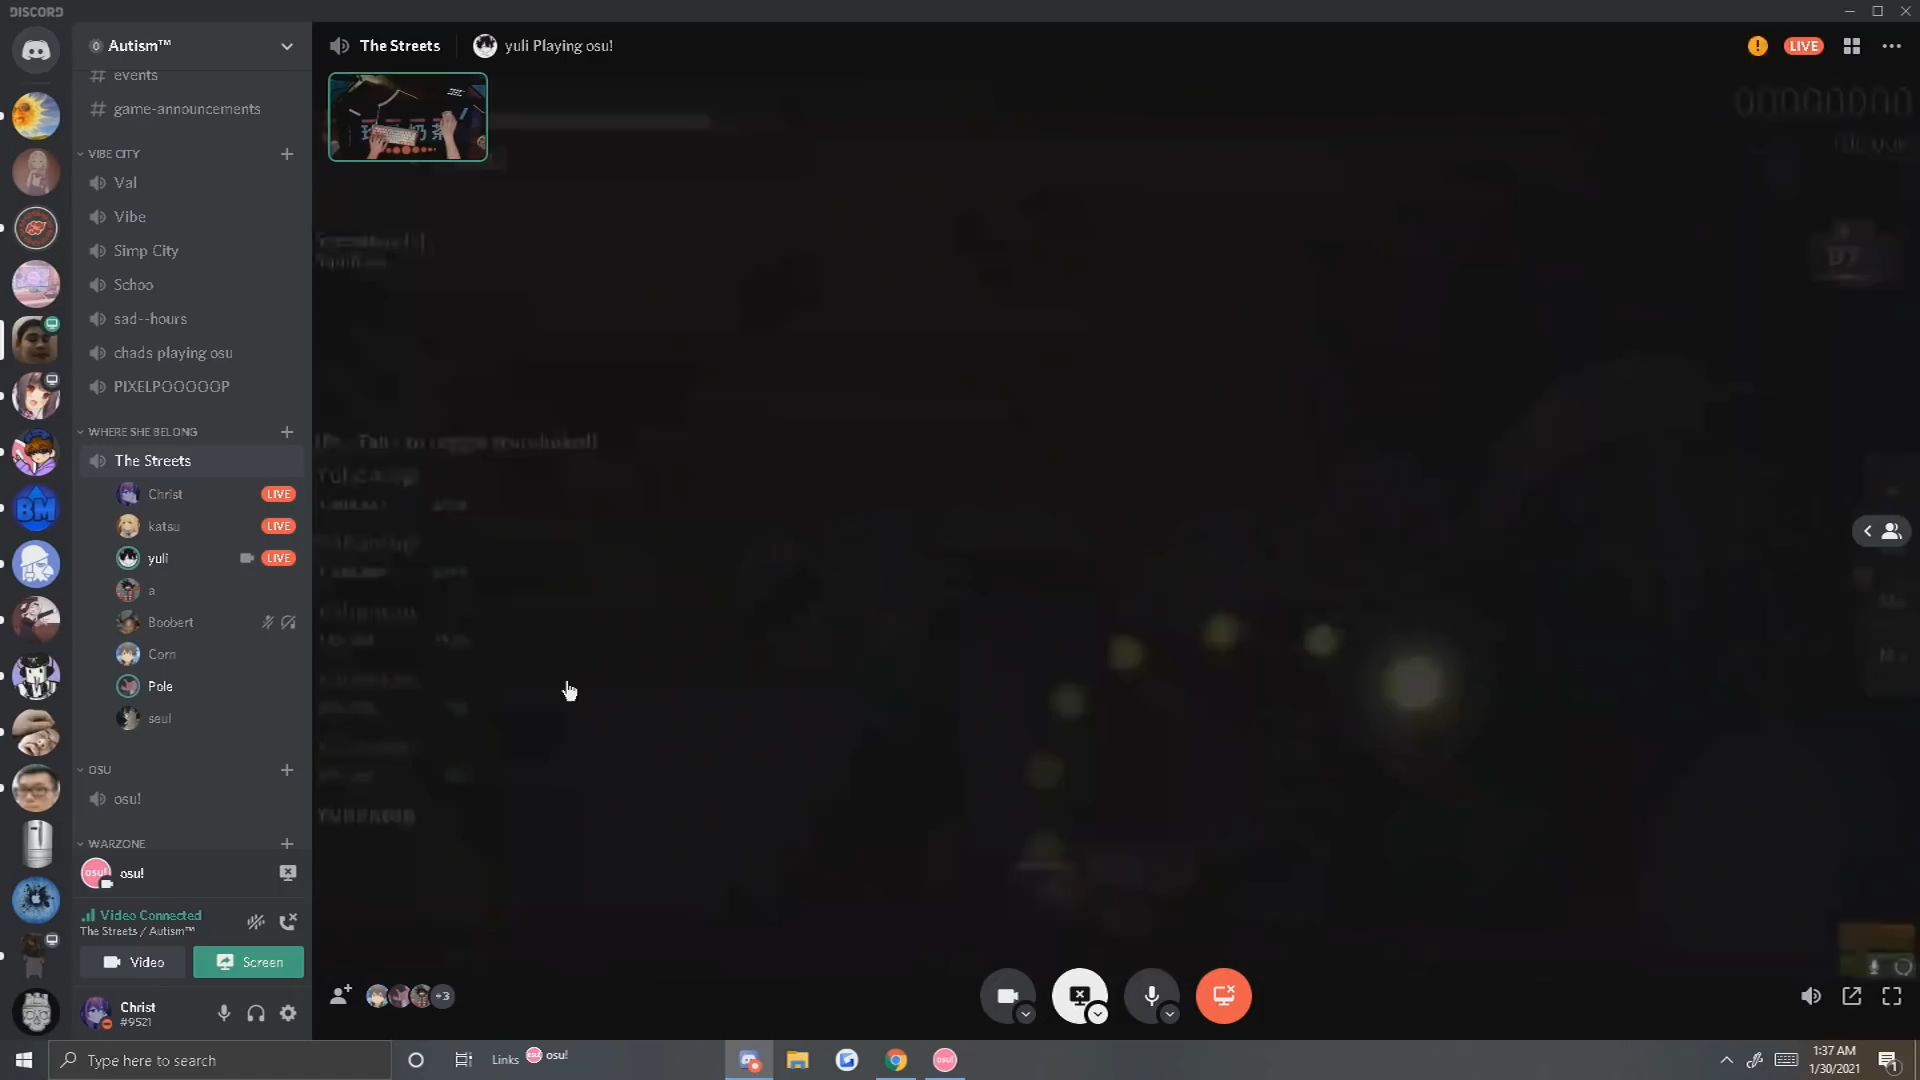 DISCORD
Autism™
The Streets
yuli Playing osu!
LIVE
events
game-announcements
VIBE CITY
Val
Vibe
Simp City
Schoo
sad--hours
chads playing osu
PIXELPOOOOOP
WHERE SHE BELONG
The Streets
Christ LIVE
katsu LIVE
yuli LIVE
a
Boobert
Corn
Pole
seul
OSU
osu!
WARZONE
osu!
Video Connected
The Streets / Autism™
Video Screen
Christ
#9521
+3
BM
Type here to search
Links
osu!
1:37 AM
1/30/2021